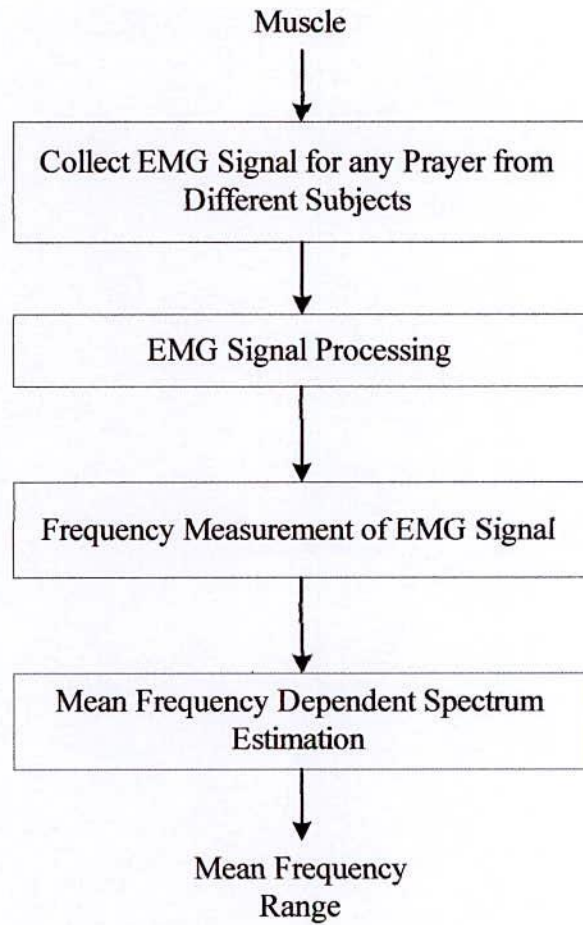 Muscle
Collect EMG Signal for any Prayer from
Different Subjects
EMG Signal Processing
Frequency Measurement of EMG Signal
Mean Frequency Dependent Spectrum
Estimation
Mean Frequency
Range